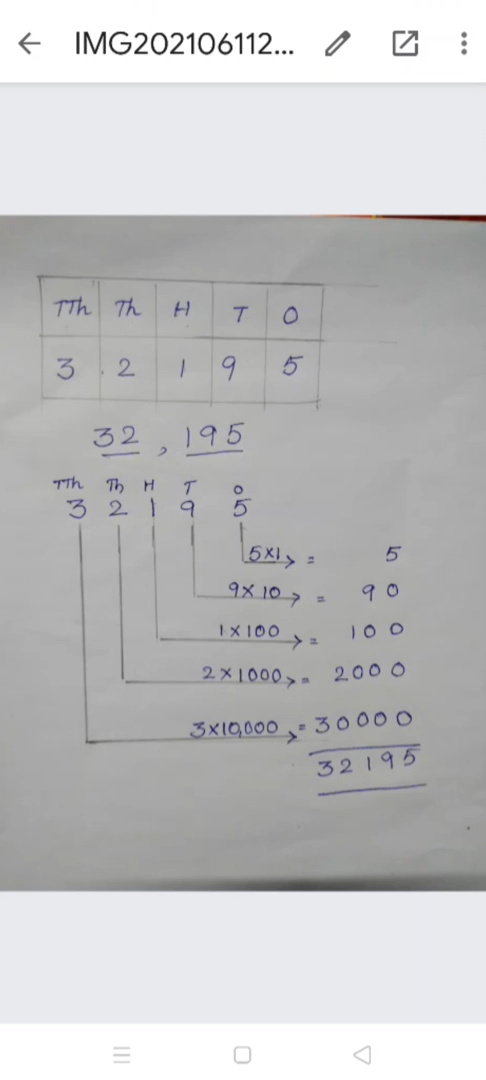 IMG202106112...
TTh Th H T O
3 2 1 9 5
32, 195
TTh Th H T O
3 2 1 9 5
5×1 = 5
9×10 = 90
1×100 = 100
2×1000 = 2000
3×10,000 = 30000
32195